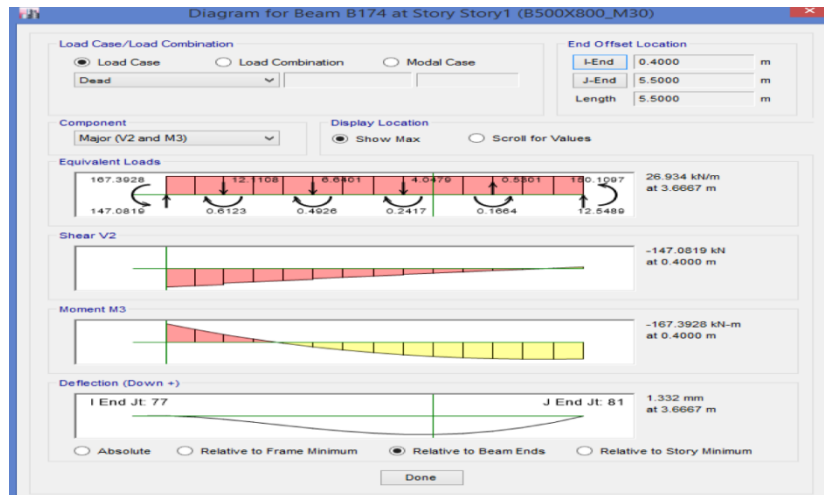 Diagram for Beam B174 at Story Story1 (B500X800_M30)
Load Case/Load Combination
Load Case Load Combination Modal Case
Dead
End Offset Location
I-End 0.4000 m
J-End 5.5000 m
Length 5.5000 m
Component
Major (V2 and M3)
Display Location
Show Max Scroll for Values
Equivalent Loads
167.3928 12.1108 6.6401 4.0479 0.5801
147.0819 0.6123 0.4926 0.2417 0.1664 12.5489
26.934 kN/m
at 3.6667 m
Shear V2
-147.0819 kN
at 0.4000 m
Moment M3
-167.3928 kN-m
at 0.4000 m
Deflection (Down +)
I End Jt: 77 J End Jt: 81
1.332 mm
at 3.6667 m
Absolute Relative to Frame Minimum Relative to Beam Ends Relative to Story Minimum
Done